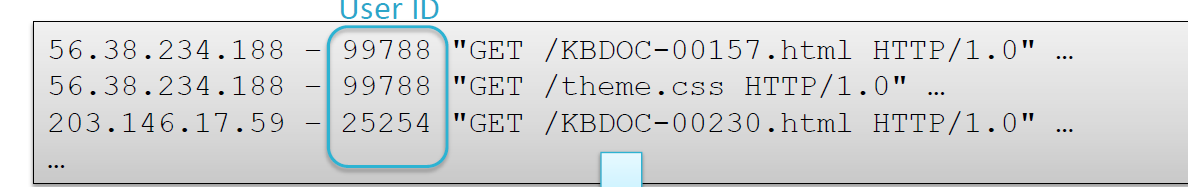 User ID
56.38.234.188 – 99788 "GET /KBDOC-00157.html HTTP/1.0" …
56.38.234.188 – 99788 "GET /theme.css HTTP/1.0" …
203.146.17.59 – 25254 "GET /KBDOC-00230.html HTTP/1.0" …
…